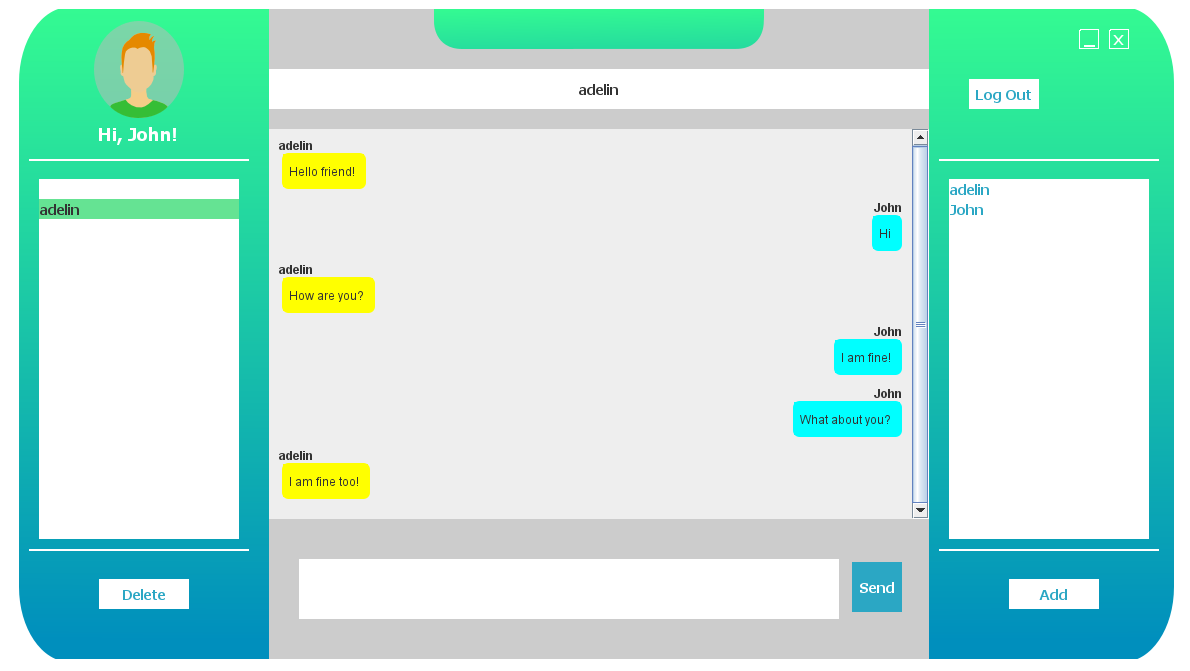 Hi, John!
adelin
Delete
adelin
adelin
Hello friend!
John
Hi
adelin
How are you?
John
I am fine!
John
What about you?
adelin
I am fine too!
Send
Log Out
adelin
John
Add